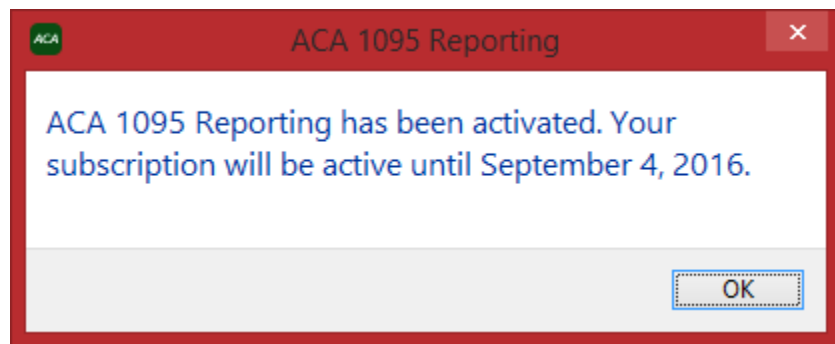 ACA
ACA 1095 Reporting
ACA 1095 Reporting has been activated. Your
subscription will be active until September 4, 2016.
OK